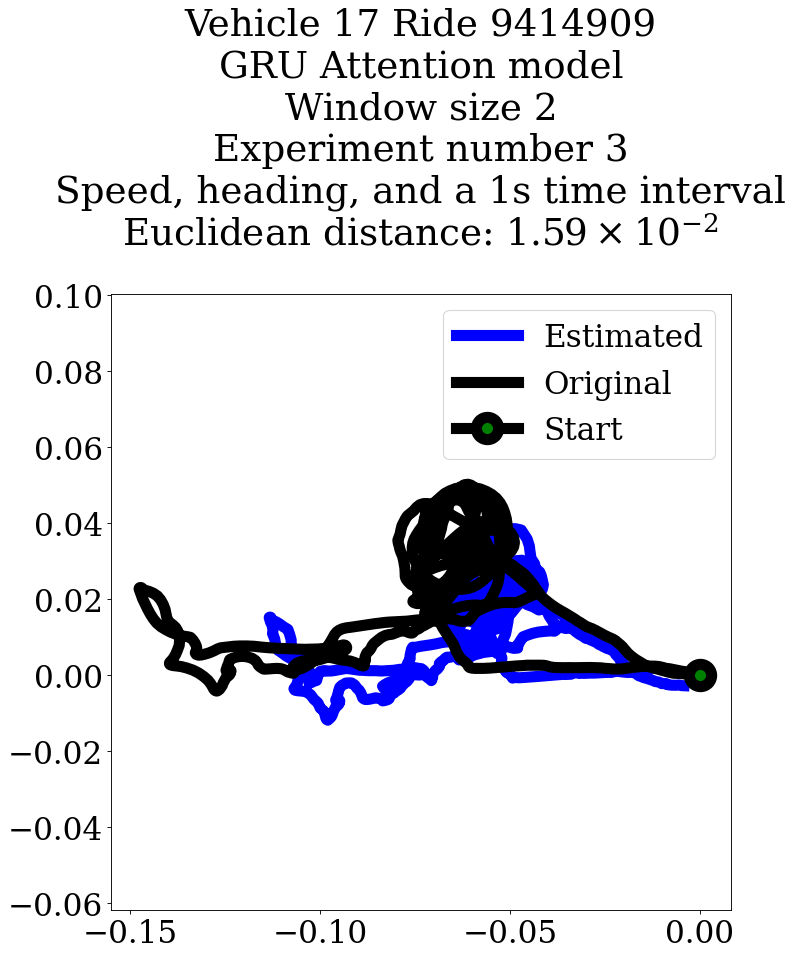 Vehicle 17 Ride 9414909
GRU Attention model
Window size 2
Experiment number 3
Speed, heading, and a 1s time interval
Euclidean distance: 1.59 × 10⁻²
Estimated
Original
Start
0.10
0.08
0.06
0.04
0.02
0.00
−0.02
−0.04
−0.06
−0.15 −0.10 −0.05 0.00